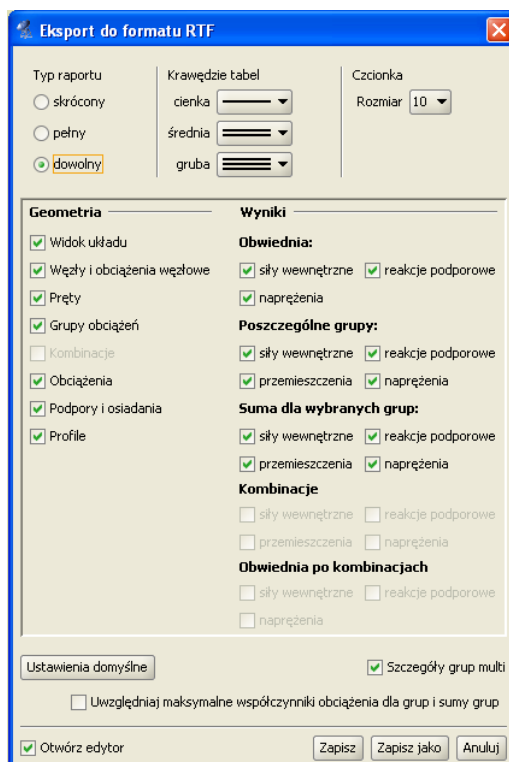 Eksport do formatu RTF
Typ raportu Krawędzie tabel Czcionka
skrócony cienka Rozmiar 10
pełny średnia
dowolny gruba
Geometria Wyniki
Widok układu Obwiednia:
Węzły i obciążenia węzłowe siły wewnętrzne reakcje podporowe
Pręty naprężenia
Grupy obciążeń Poszczególne grupy:
Kombinacje siły wewnętrzne reakcje podporowe
Obciążenia przemieszczenia naprężenia
Podpory i osiadania Suma dla wybranych grup:
Profile siły wewnętrzne reakcje podporowe
przemieszczenia naprężenia
Kombinacje
siły wewnętrzne reakcje podporowe
przemieszczenia naprężenia
Obwiednia po kombinacjach
siły wewnętrzne reakcje podporowe
naprężenia
Ustawienia domyślne Szczegóły grup multi
Uwzględniaj maksymalne współczynniki obciążenia dla grup i sumy grup
Otwórz edytor Zapisz Zapisz jako Anuluj